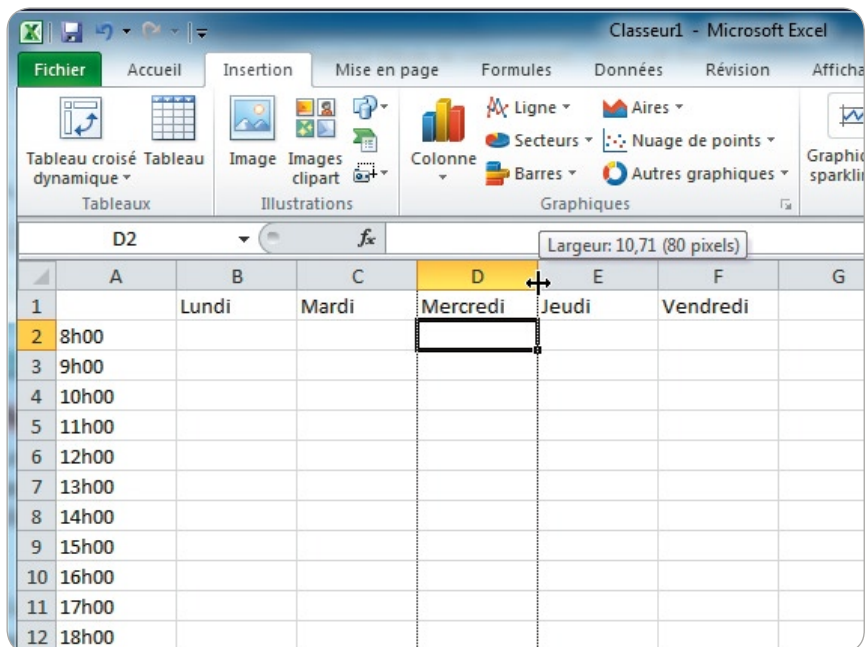 Classeur1 - Microsoft Excel
Fichier Accueil Insertion Mise en page Formules Données Révision Afficha
Tableau croisé dynamique
Tableau
Image
Images clipart
Colonne
Ligne
Secteurs
Barres
Aires
Nuage de points
Autres graphiques
Graphic
sparklin
Tableaux Illustrations Graphiques
D2 fx
Largeur: 10,71 (80 pixels)
A B C D E F G
1 Lundi Mardi Mercredi Jeudi Vendredi
2 8h00
3 9h00
4 10h00
5 11h00
6 12h00
7 13h00
8 14h00
9 15h00
10 16h00
11 17h00
12 18h00